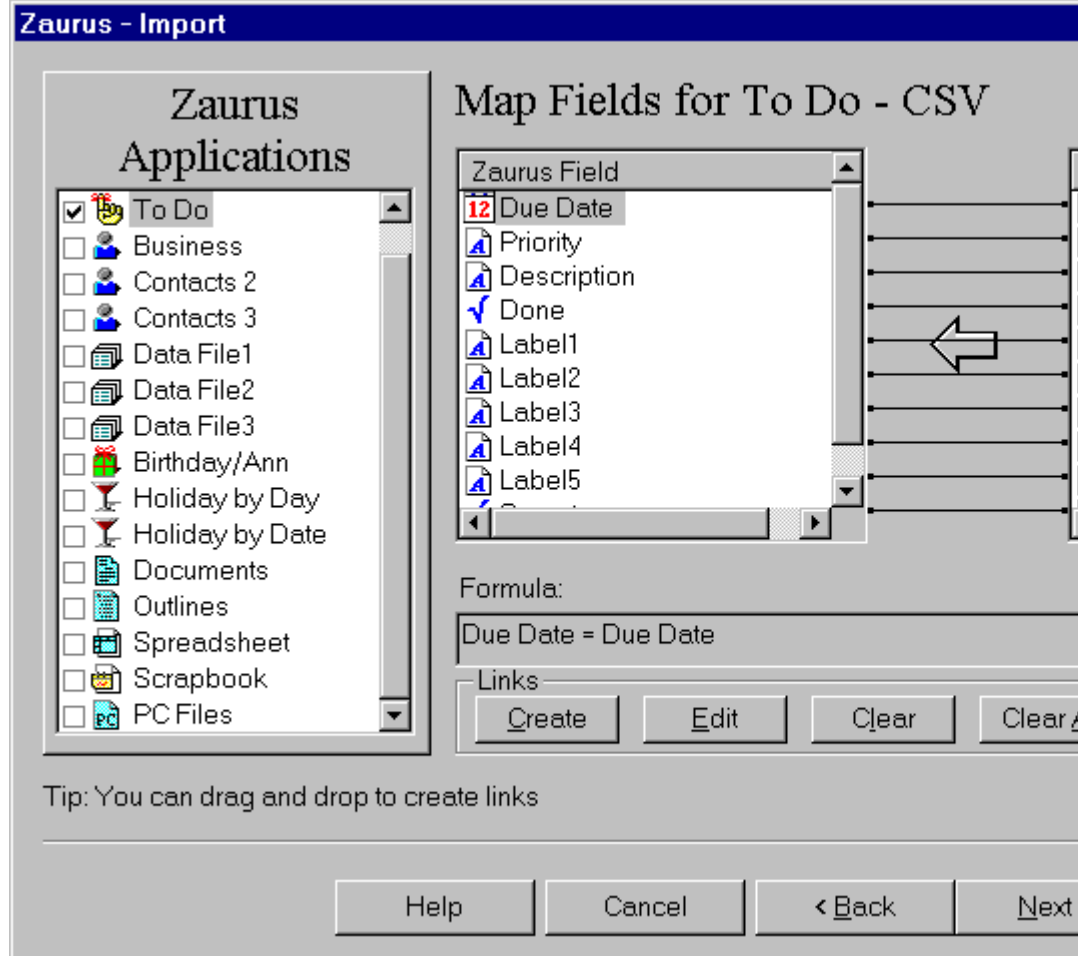 Zaurus - Import
Zaurus
Applications
To Do
Business
Contacts 2
Contacts 3
Data File1
Data File2
Data File3
Birthday/Ann
Holiday by Day
Holiday by Date
Documents
Outlines
Spreadsheet
Scrapbook
PC Files
Map Fields for To Do - CSV
Zaurus Field
12 Due Date
Priority
Description
Done
Label1
Label2
Label3
Label4
Label5
Formula:
Due Date = Due Date
Links
Create Edit Clear Clear
Tip: You can drag and drop to create links
Help Cancel < Back Next